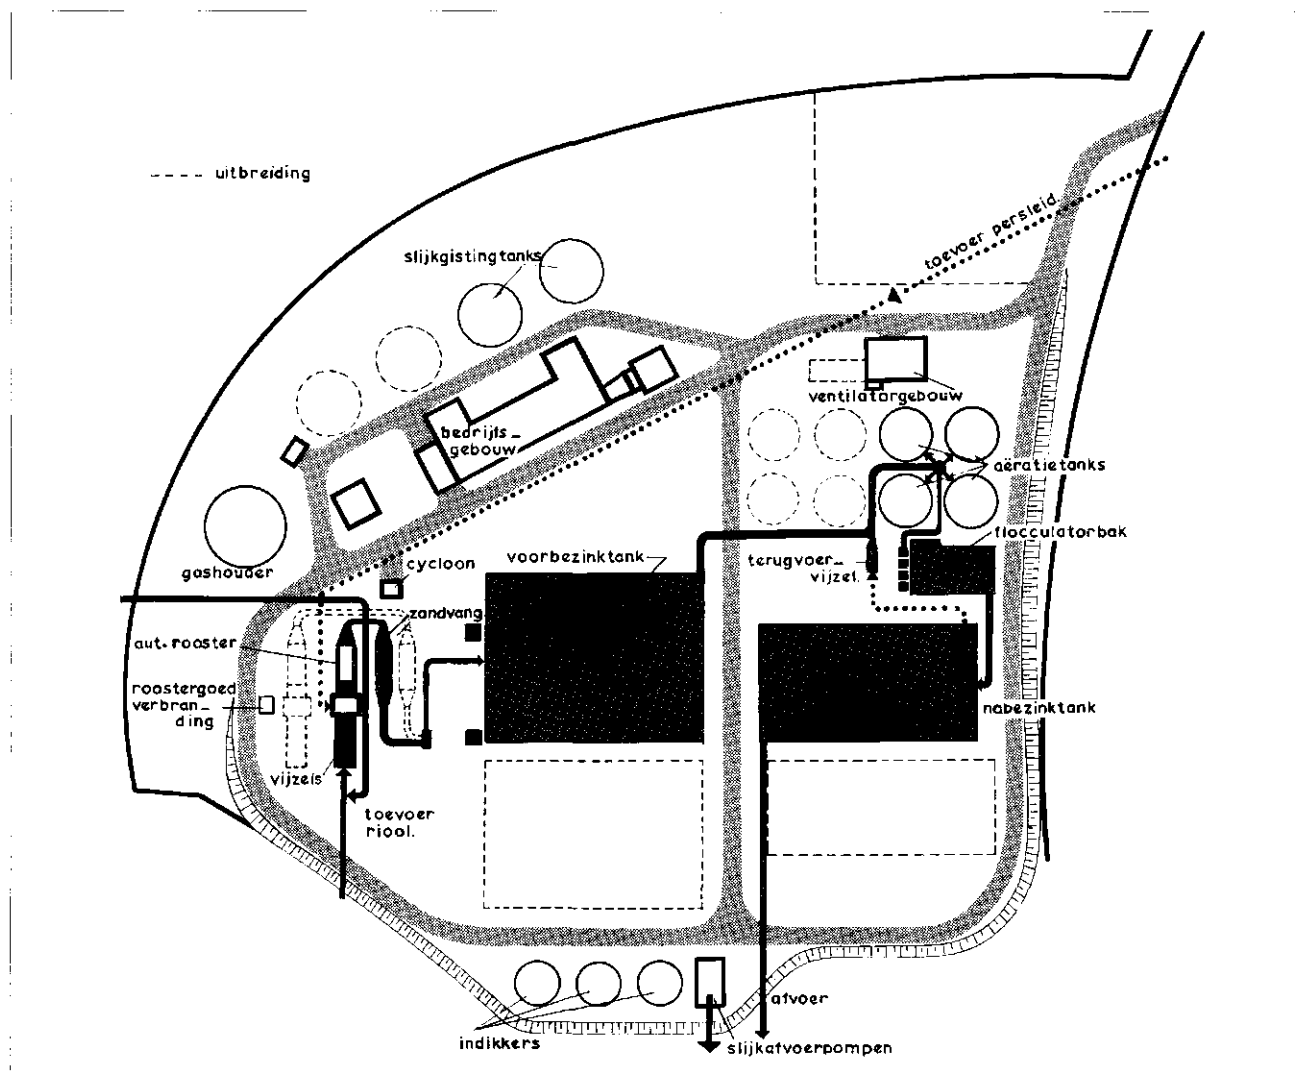 uitbreiding
toevoer persleid.
slijkgistingtanks
ventilatorgebouw
bedrijfs_
gebouw
aëratietanks
flocculatorbak
voorbezinktank
terugvoer_
vijzel.
gashouder
cycloon
zandvang
aut. rooster
roostergoed
verbran_
ding
nabezinktank
vijzels
toevoer
riool.
afvoer
indikkers
slijkafvoerpompen